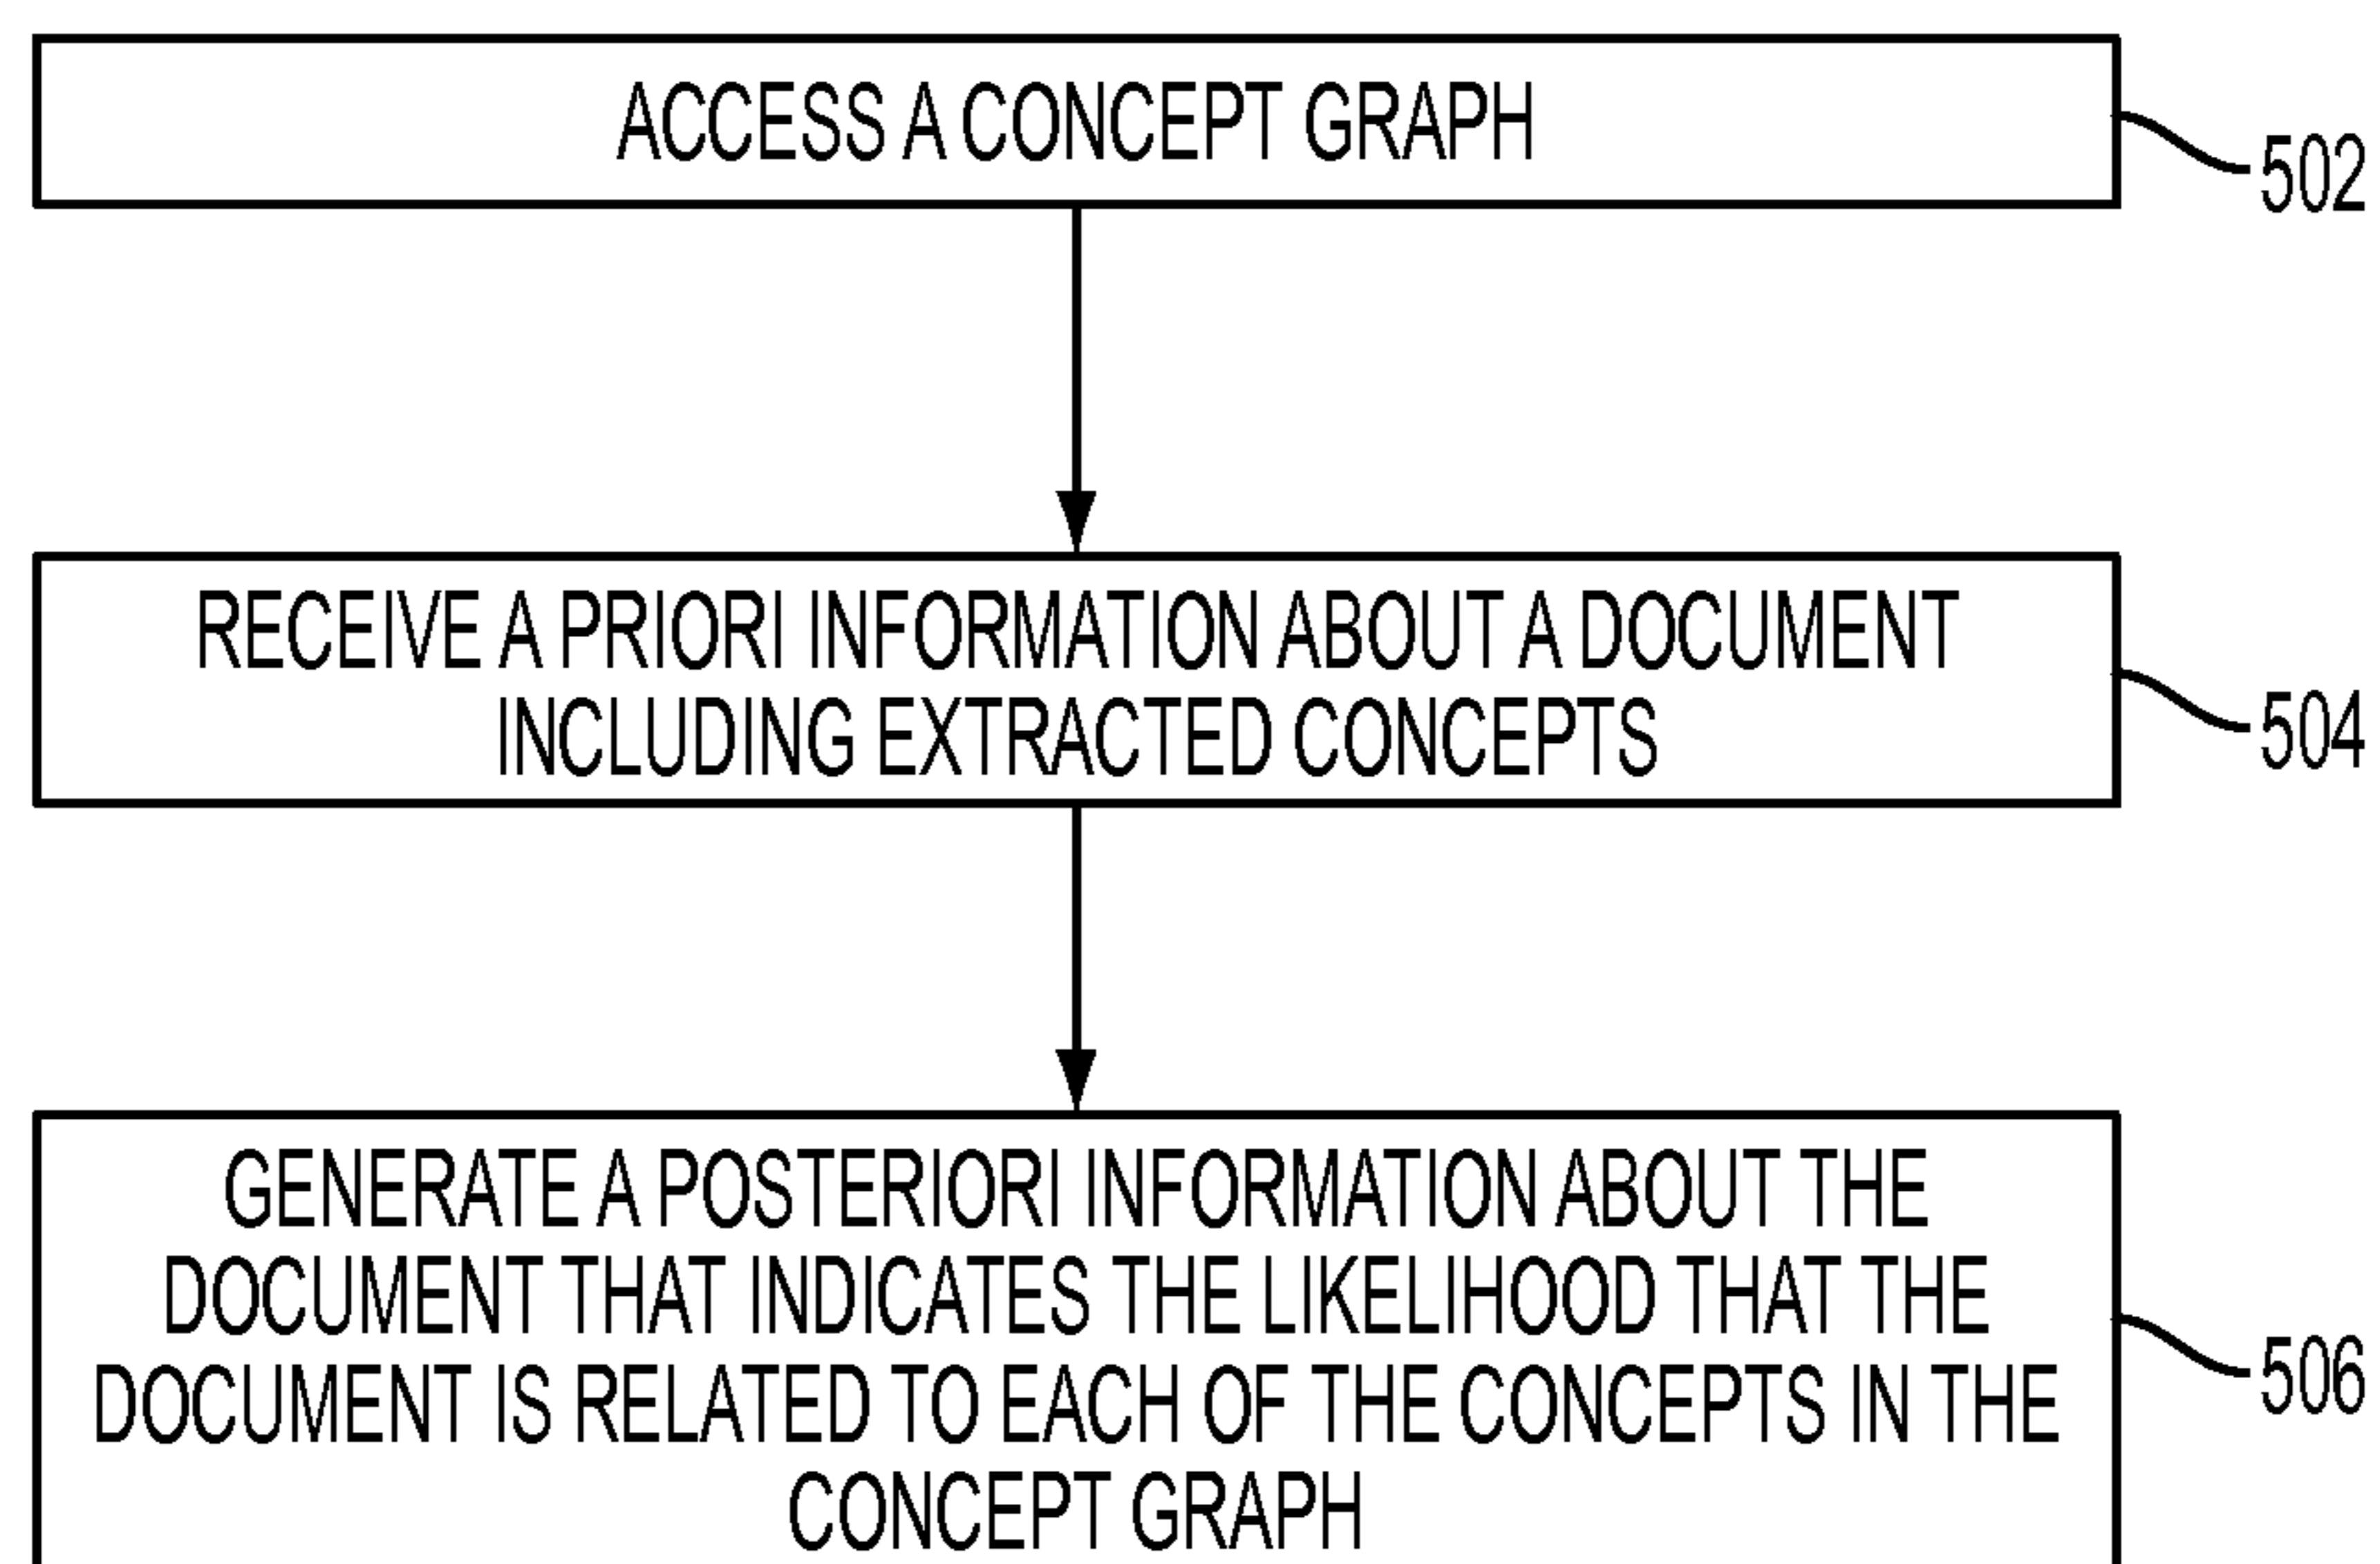 ACCESS A CONCEPT GRAPH
502
RECEIVE A PRIORI INFORMATION ABOUT A DOCUMENT
INCLUDING EXTRACTED CONCEPTS
504
GENERATE A POSTERIORI INFORMATION ABOUT THE
DOCUMENT THAT INDICATES THE LIKELIHOOD THAT THE
DOCUMENT IS RELATED TO EACH OF THE CONCEPTS IN THE
CONCEPT GRAPH
506